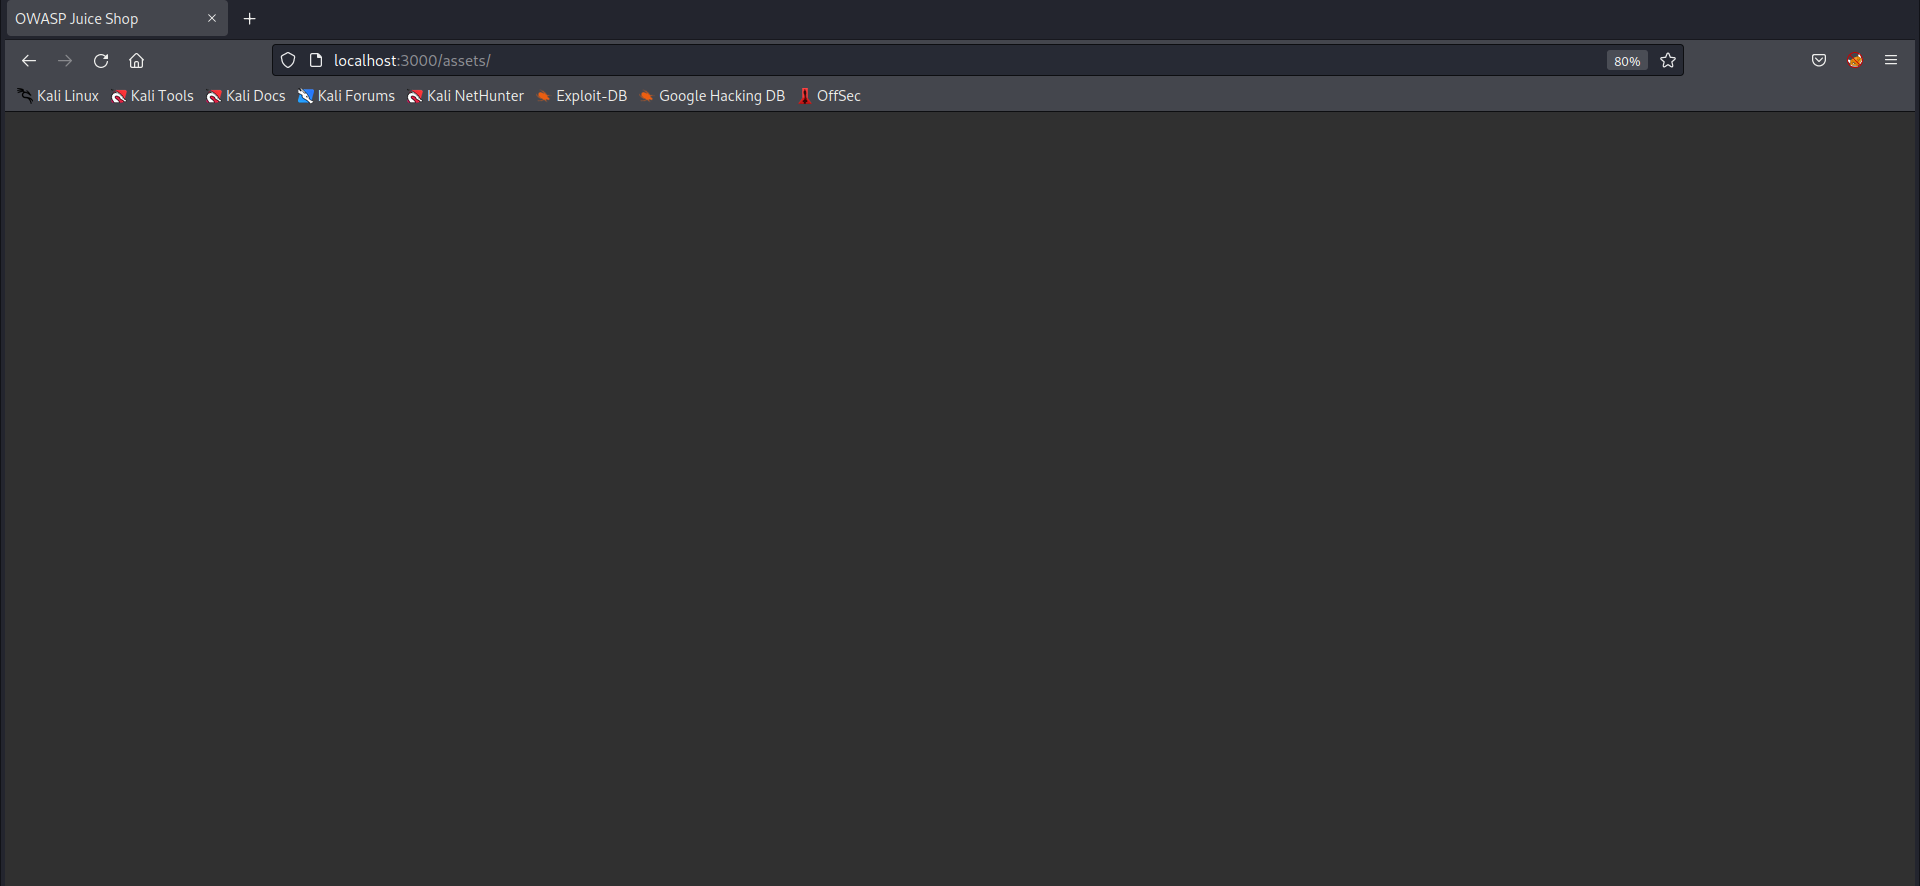 OWASP Juice Shop
localhost:3000/assets/ 80%
Kali Linux Kali Tools Kali Docs Kali Forums Kali NetHunter Exploit-DB Google Hacking DB OffSec